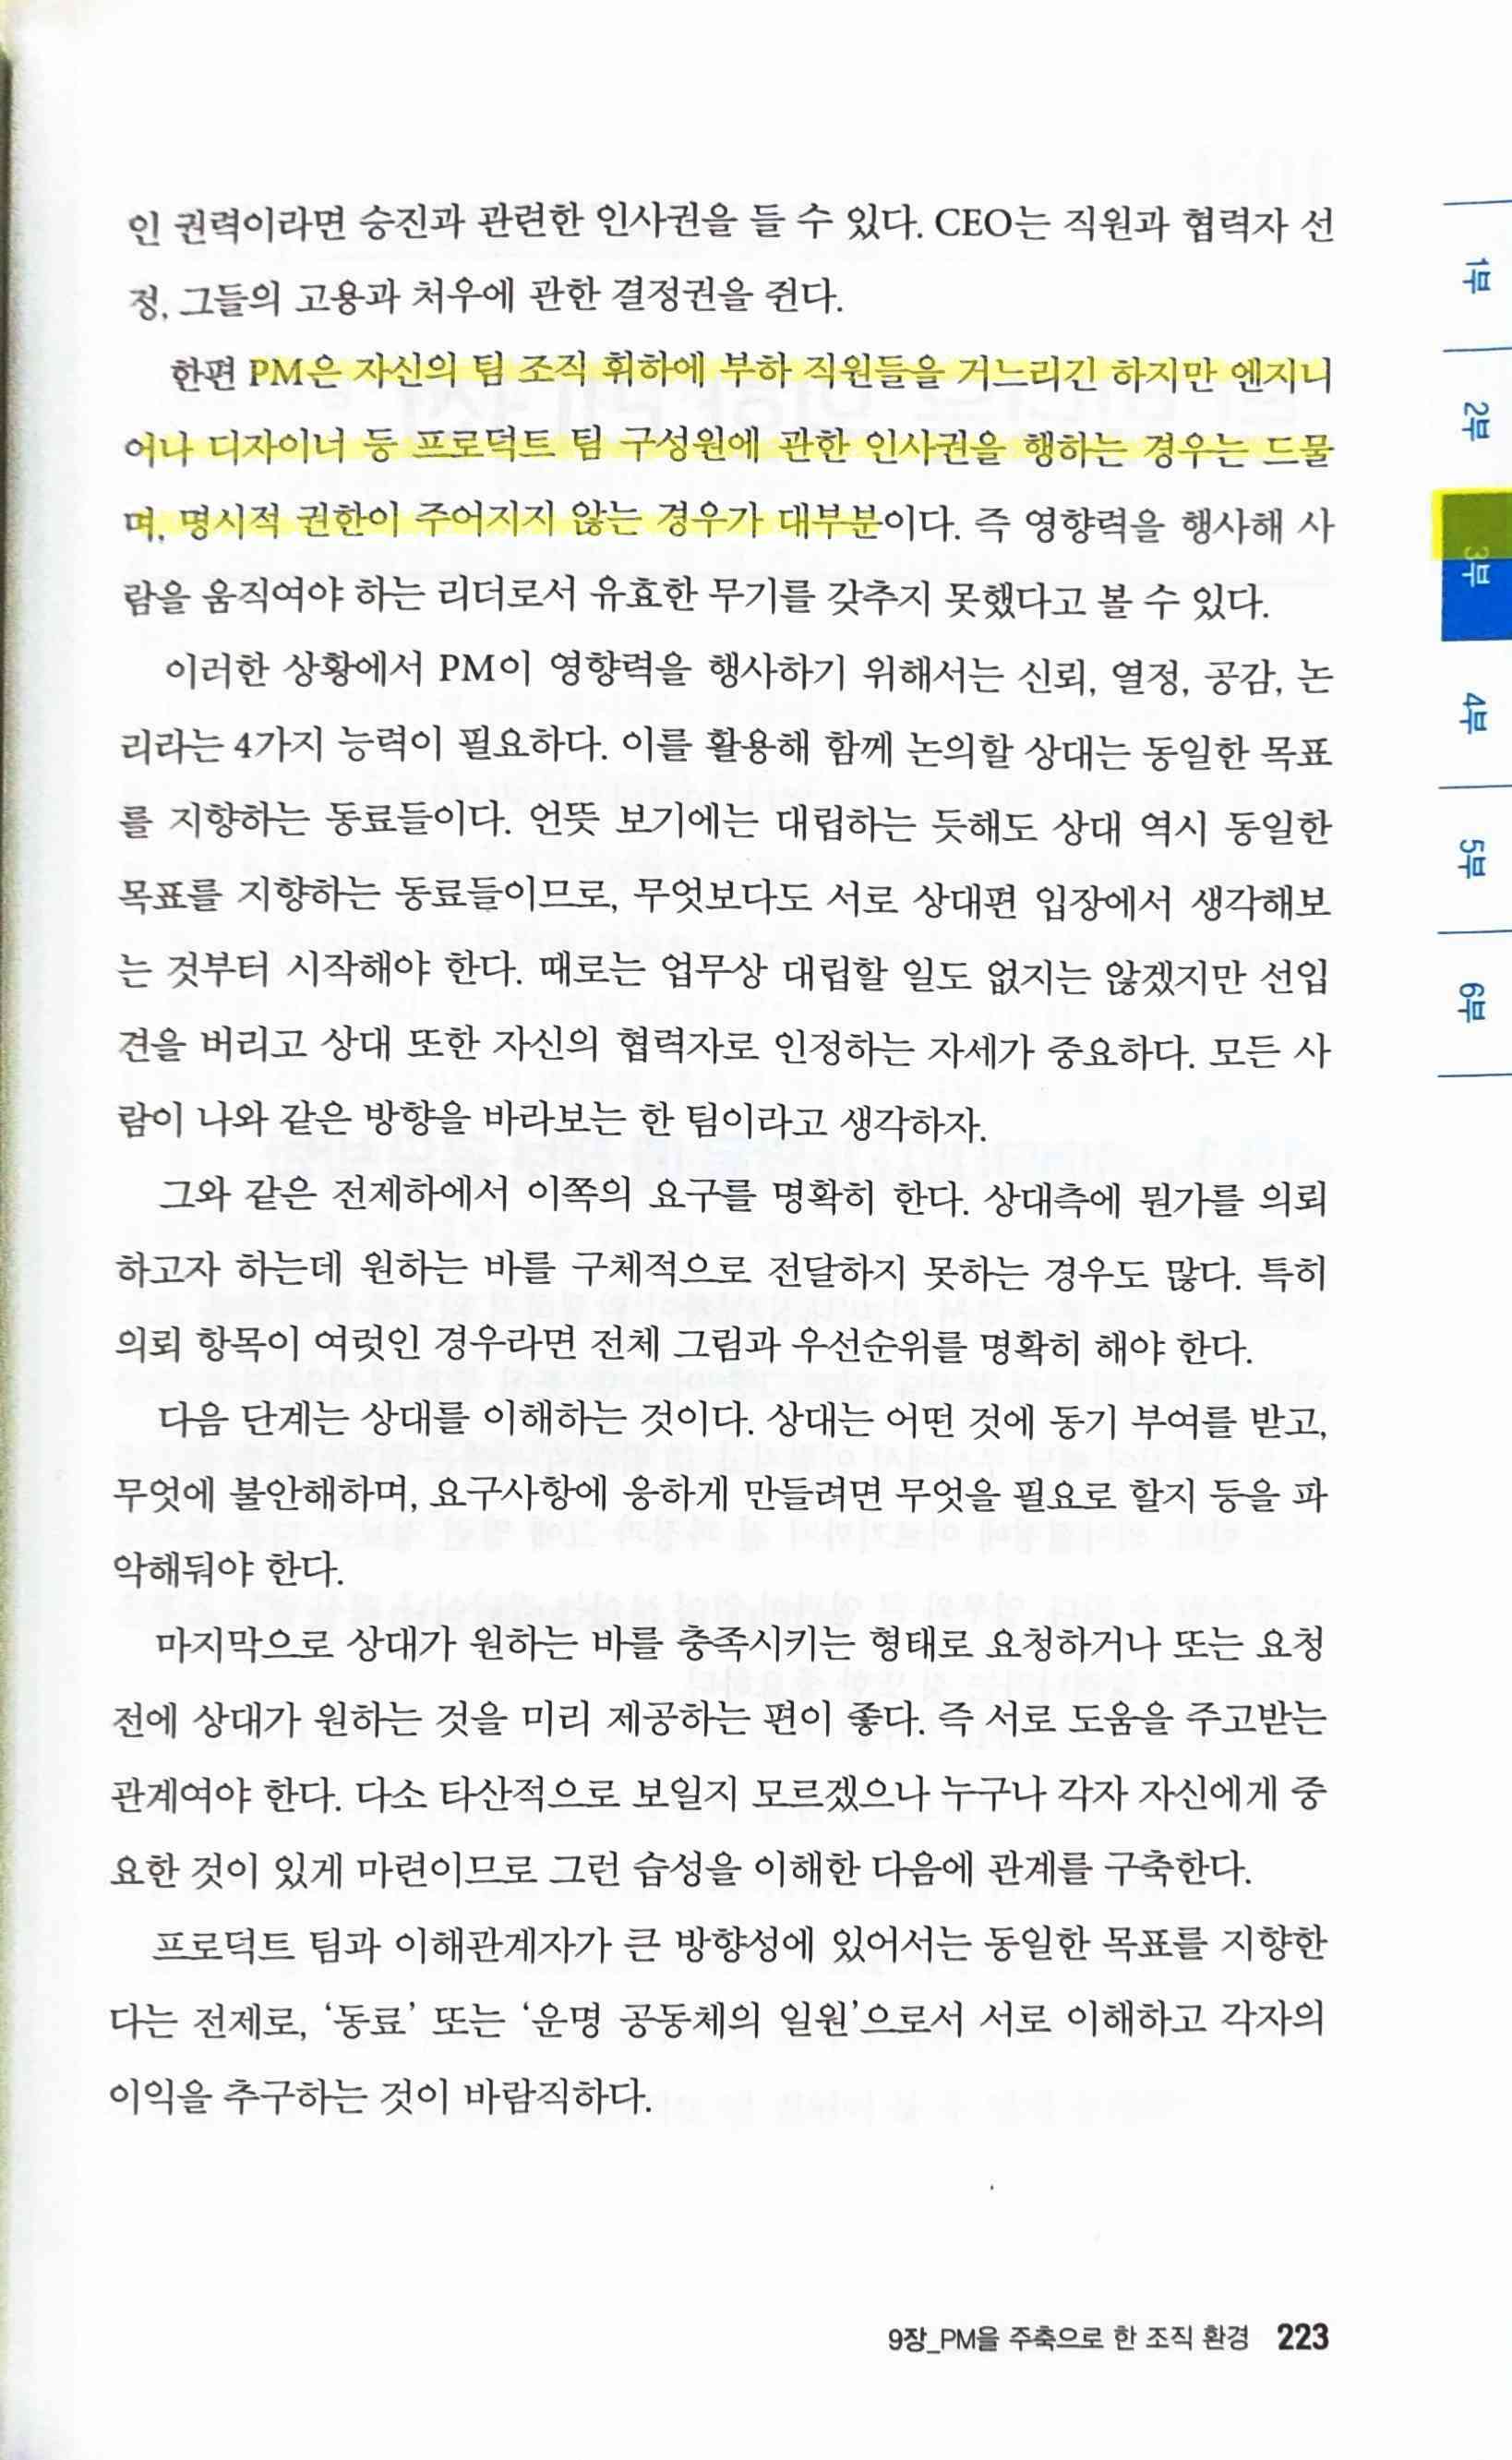 인 권력이라면 승진과 관련한 인사권을 들 수 있다. CEO는 직원과 협력자 선
정, 그들의 고용과 처우에 관한 결정권을 쥔다.
한편 PM은 자신의 팀 조직 휘하에 부하 직원들을 거느리긴 하지만 엔지니
어나 디자이너 등 프로덕트 팀 구성원에 관한 인사권을 행하는 경우는 드물
며, 명시적 권한이 주어지지 않는 경우가 대부분이다. 즉 영향력을 행사해 사
람을 움직여야 하는 리더로서 유효한 무기를 갖추지 못했다고 볼 수 있다.
이러한 상황에서 PM이 영향력을 행사하기 위해서는 신뢰, 열정, 공감, 논
리라는 4가지 능력이 필요하다. 이를 활용해 함께 논의할 상대는 동일한 목표
를 지향하는 동료들이다. 언뜻 보기에는 대립하는 듯해도 상대 역시 동일한
목표를 지향하는 동료들이므로, 무엇보다도 서로 상대편 입장에서 생각해보
는 것부터 시작해야 한다. 때로는 업무상 대립할 일도 없지는 않겠지만 선입
견을 버리고 상대 또한 자신의 협력자로 인정하는 자세가 중요하다. 모든 사
람이 나와 같은 방향을 바라보는 한 팀이라고 생각하자.
그와 같은 전제하에서 이쪽의 요구를 명확히 한다. 상대측에 뭔가를 의뢰
하고자 하는데 원하는 바를 구체적으로 전달하지 못하는 경우도 많다. 특히
의뢰 항목이 여럿인 경우라면 전체 그림과 우선순위를 명확히 해야 한다.
다음 단계는 상대를 이해하는 것이다. 상대는 어떤 것에 동기 부여를 받고,
무엇에 불안해하며, 요구사항에 응하게 만들려면 무엇을 필요로 할지 등을 파
악해둬야 한다.
마지막으로 상대가 원하는 바를 충족시키는 형태로 요청하거나 또는 요청
전에 상대가 원하는 것을 미리 제공하는 편이 좋다. 즉 서로 도움을 주고받는
관계여야 한다. 다소 타산적으로 보일지 모르겠으나 누구나 각자 자신에게 중
요한 것이 있게 마련이므로 그런 습성을 이해한 다음에 관계를 구축한다.
프로덕트 팀과 이해관계자가 큰 방향성에 있어서는 동일한 목표를 지향한
다는 전제로, ‘동료’ 또는 ‘운명 공동체의 일원’으로서 서로 이해하고 각자의
이익을 추구하는 것이 바람직하다.
9장_PM을 주축으로 한 조직 환경 223
1부
2부
3부
4부
5부
6부